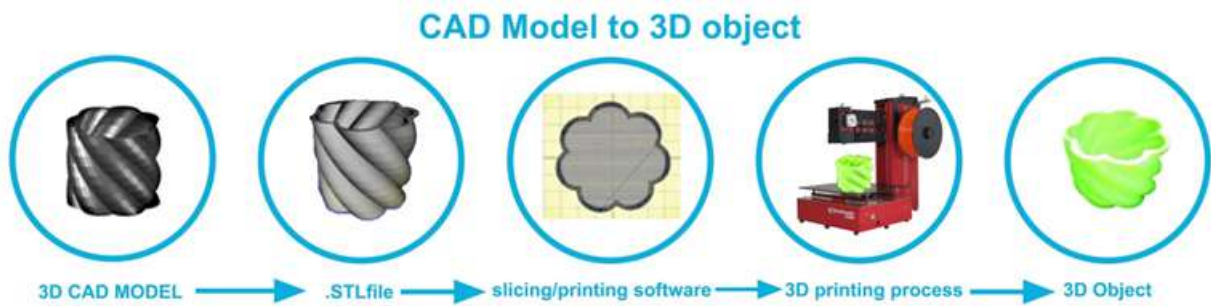 CAD Model to 3D object
3D CAD MODEL
.STLfile
slicing/printing software
3D printing process
3D Object